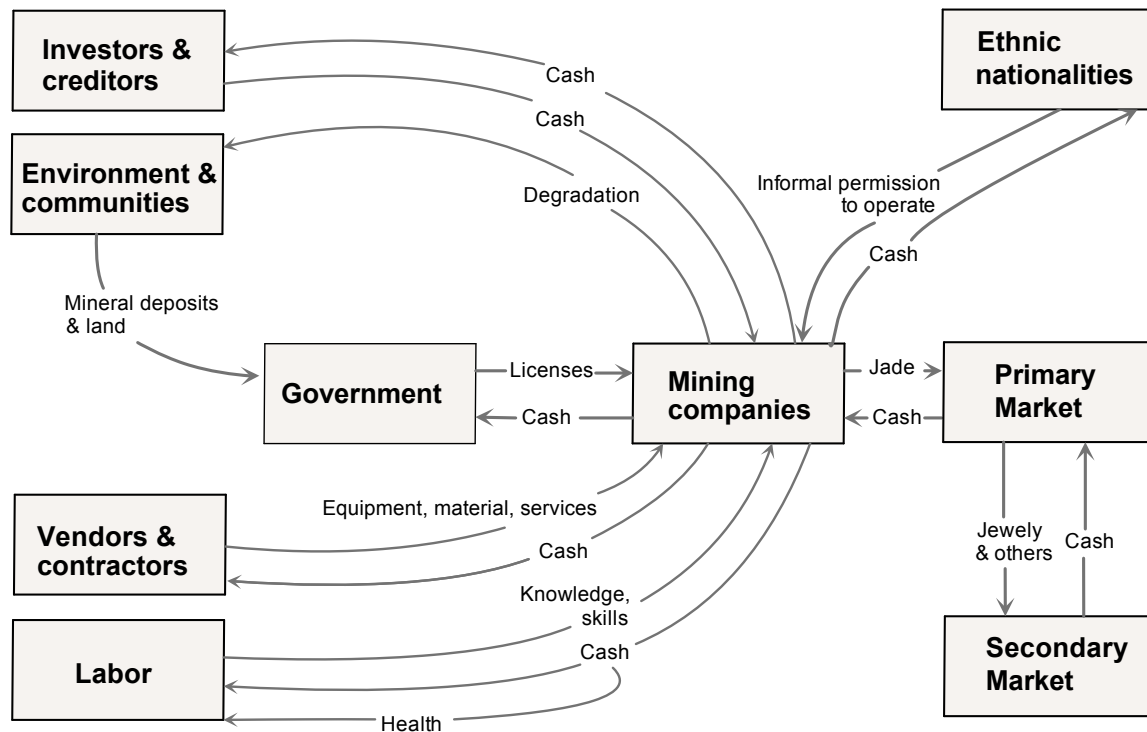 Investors &
creditors
Cash
Cash
Ethnic
nationalities
Environment &
communities
Degradation
Informal permission
to operate
Cash
Mineral deposits
& land
Government
Licenses
Cash
Mining
companies
Jade
Cash
Primary
Market
Vendors &
contractors
Equipment, material, services
Cash
Jewely
& others
Cash
Labor
Knowledge,
skills
Cash
Health
Secondary
Market